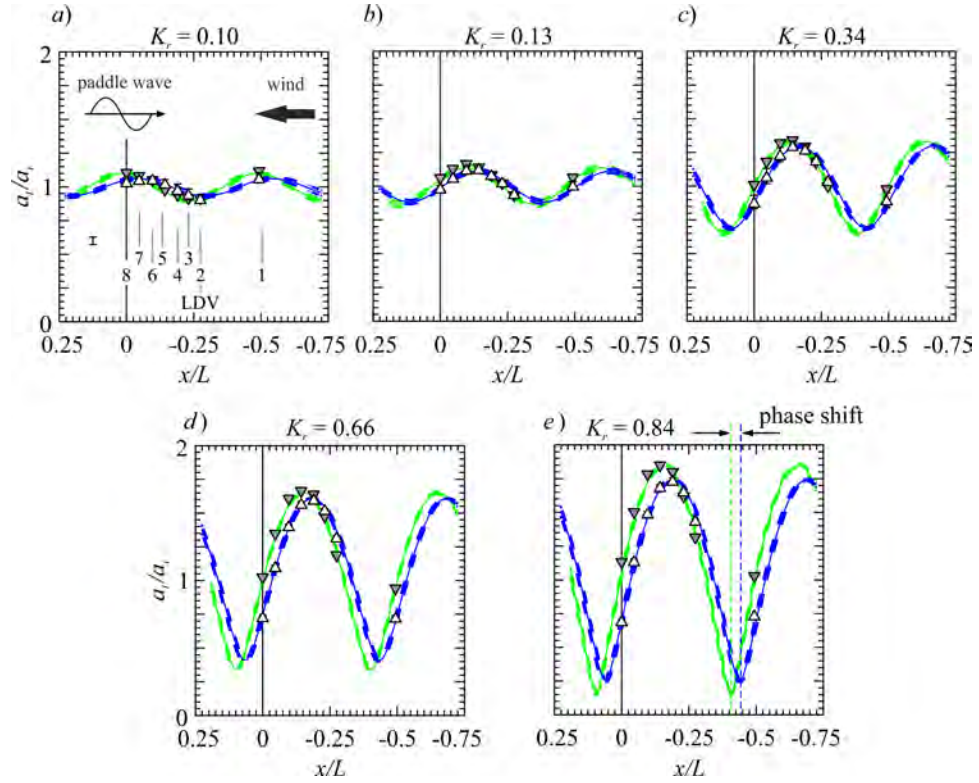 a) b) c)
K_r = 0.10 K_r = 0.13 K_r = 0.34
2
paddle wave wind
a_t/a_i 1
7 5 3
8 6 4 2 1
LDV
0
0.25 0 -0.25 -0.5 -0.75 0.25 0 -0.25 -0.5 -0.75 0.25 0 -0.25 -0.5 -0.75
x/L x/L x/L
d) e) phase shift
K_r = 0.66 K_r = 0.84
2
a_t/a_i 1 a_t/a_i
0
0.25 0 -0.25 -0.5 -0.75 0.25 0 -0.25 -0.5 -0.75
x/L x/L